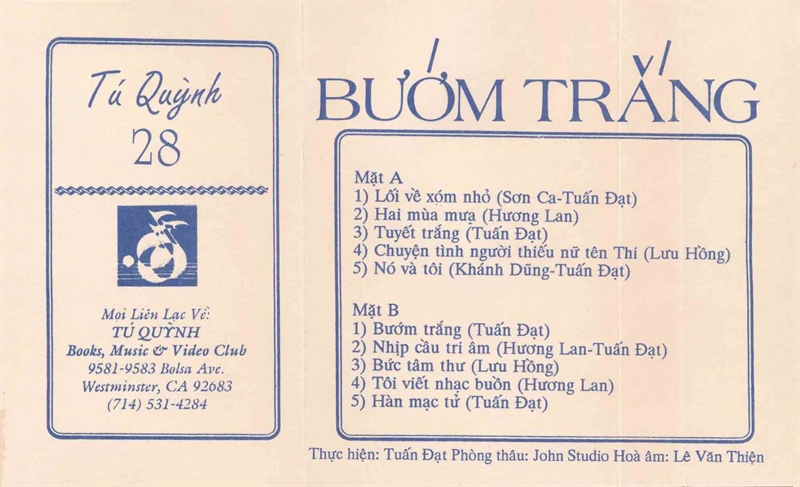 Tú Quỳnh
28
Mọi Liên Lạc Về:
TÚ QUỲNH
Books, Music & Video Club
9581-9583 Bolsa Ave.
Westminster, CA 92683
(714) 531-4284
BƯỚM TRẮNG
Mặt A
1) Lối về xóm nhỏ (Sơn Ca-Tuấn Đạt)
2) Hai mùa mưa (Hương Lan)
3) Tuyết trắng (Tuấn Đạt)
4) Chuyện tình người thiếu nữ tên Thi (Lưu Hồng)
5) Nó và tôi (Khánh Dũng-Tuấn Đạt)
Mặt B
1) Bướm trắng (Tuấn Đạt)
2) Nhịp cầu tri âm (Hương Lan-Tuấn Đạt)
3) Bức tâm thư (Lưu Hồng)
4) Tôi viết nhạc buồn (Hương Lan)
5) Hàn mạc tử (Tuấn Đạt)
Thực hiện: Tuấn Đạt Phòng thâu: John Studio Hoà âm: Lê Văn Thiện